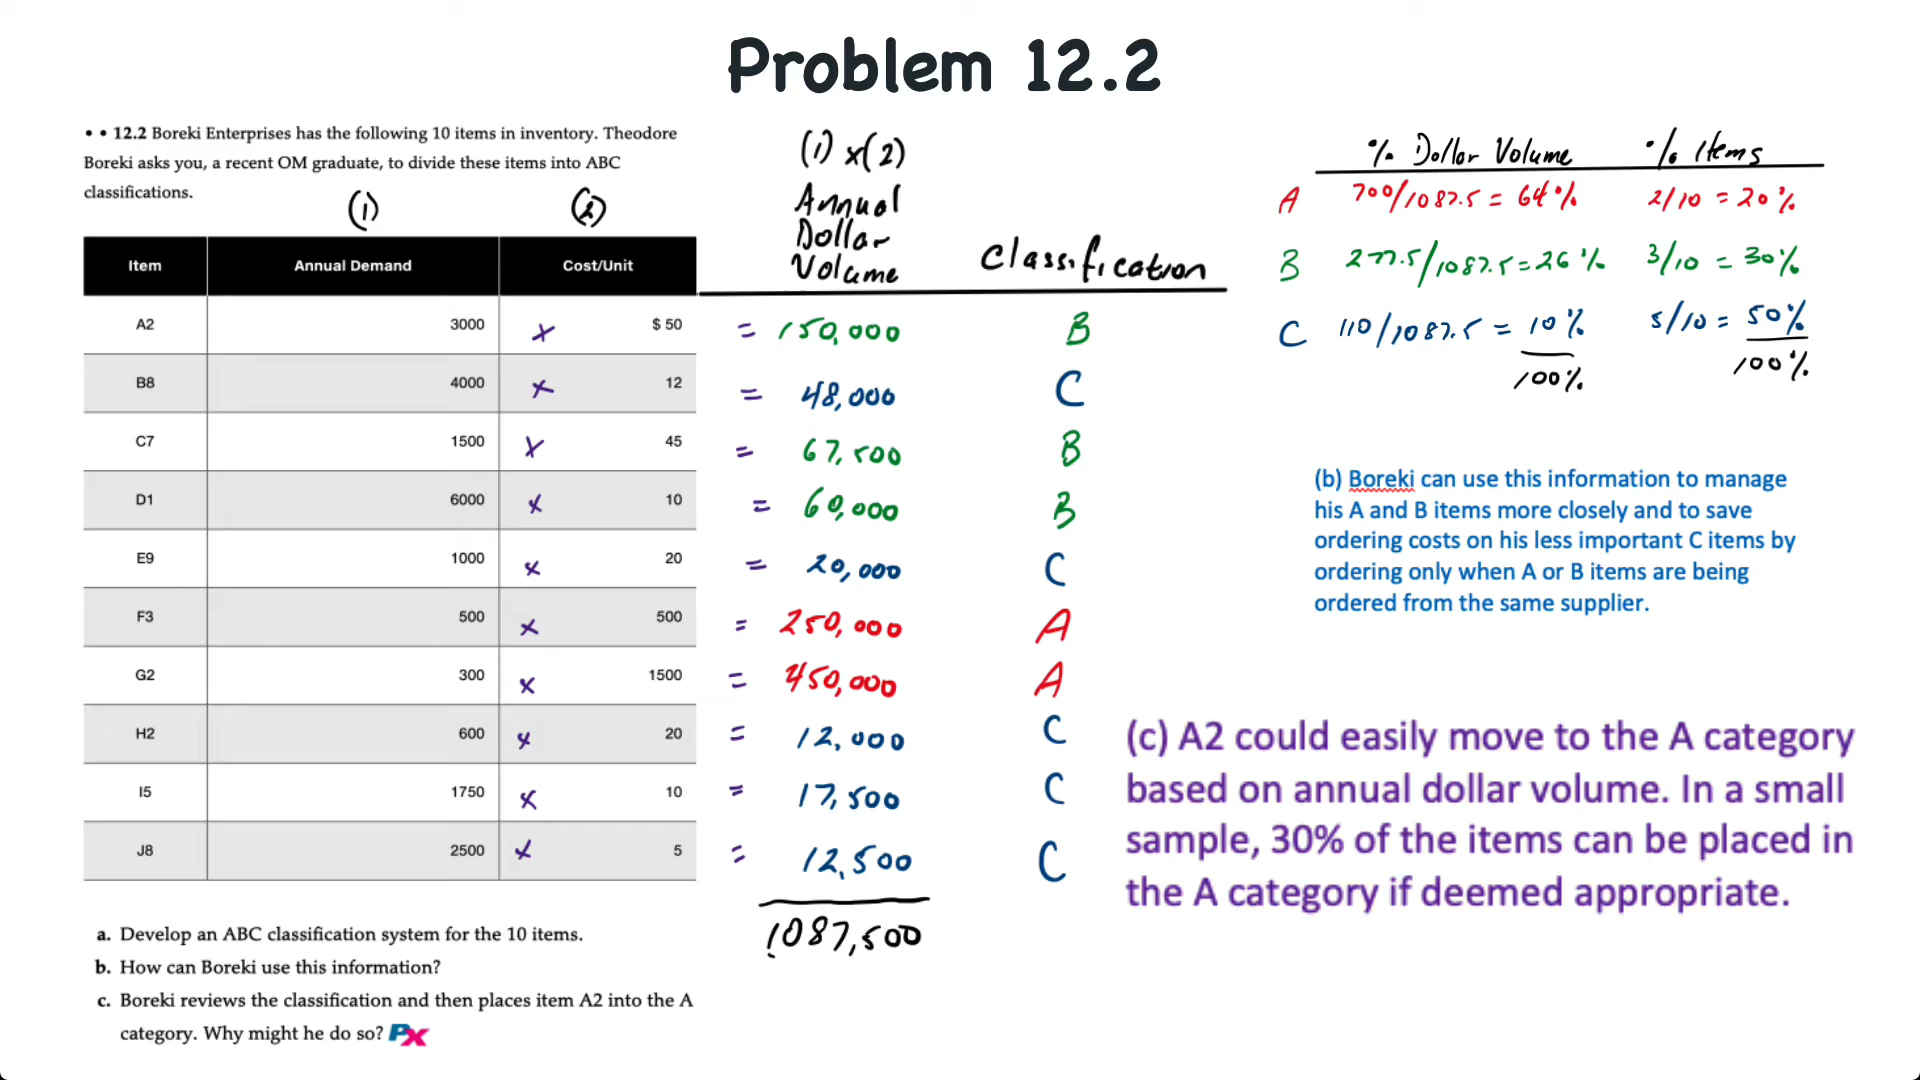 Problem 12.2
• • 12.2 Boreki Enterprises has the following 10 items in inventory. Theodore
Boreki asks you, a recent OM graduate, to divide these items into ABC
classifications.
(1) (2)
(1) x(2)
Annual
Dollar
Volume
Classification
Item Annual Demand Cost/Unit
A2 3000 x $ 50 = 150,000 B
B8 4000 x 12 = 48,000 C
C7 1500 x 45 = 67,500 B
D1 6000 x 10 = 60,000 B
E9 1000 x 20 = 20,000 C
F3 500 x 500 = 250,000 A
G2 300 x 1500 = 450,000 A
H2 600 x 20 = 12,000 C
I5 1750 x 10 = 17,500 C
J8 2500 x 5 = 12,500 C
1087,500
a. Develop an ABC classification system for the 10 items.
b. How can Boreki use this information?
c. Boreki reviews the classification and then places item A2 into the A
category. Why might he do so? PX
% Dollar Volume % Items
A 700/1087.5 = 64% 2/10 = 20%
B 277.5/1087.5 = 26% 3/10 = 30%
C 110/1087.5 = 10% 5/10 = 50%
100% 100%
(b) Boreki can use this information to manage
his A and B items more closely and to save
ordering costs on his less important C items by
ordering only when A or B items are being
ordered from the same supplier.
(c) A2 could easily move to the A category
based on annual dollar volume. In a small
sample, 30% of the items can be placed in
the A category if deemed appropriate.